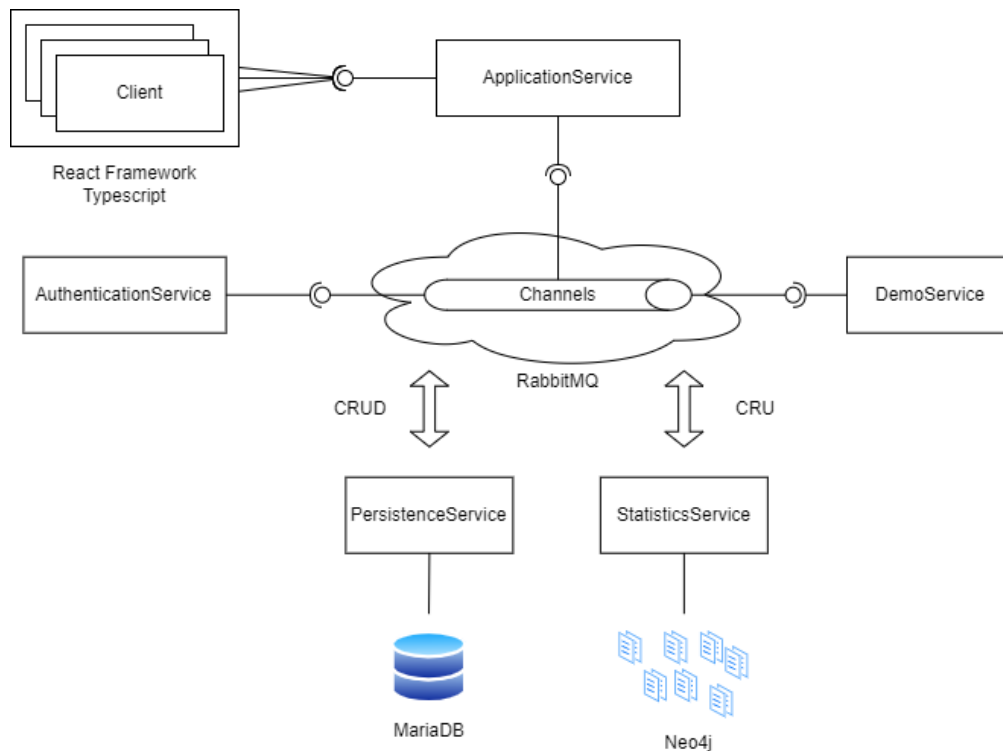 Client
ApplicationService
React Framework
Typescript
AuthenticationService
Channels
DemoService
RabbitMQ
CRUD
CRU
PersistenceService
StatisticsService
MariaDB
Neo4j